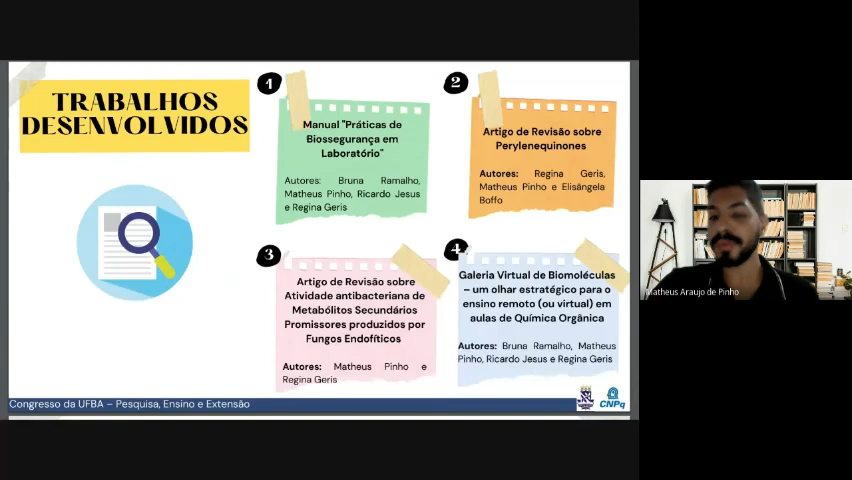 TRABALHOS
DESENVOLVIDOS
1
Manual "Práticas de
Biossegurança em
Laboratório"
Autores: Bruna Ramalho,
Matheus Pinho, Ricardo Jesus
e Regina Geris
2
Artigo de Revisão sobre
Perylenequinones
Autores: Regina Geris,
Matheus Pinho e Elisângela
Boffo
3
Artigo de Revisão sobre
Atividade antibacteriana de
Metabólitos Secundários
Promissores produzidos por
Fungos Endofíticos
Autores: Matheus Pinho e
Regina Geris
4
Galeria Virtual de Biomoléculas
– um olhar estratégico para o
ensino remoto (ou virtual) em
aulas de Química Orgânica
Autores: Bruna Ramalho, Matheus
Pinho, Ricardo Jesus e Regina Geris
Congresso da UFBA – Pesquisa, Ensino e Extensão
CNPq
Matheus Araujo de Pinho